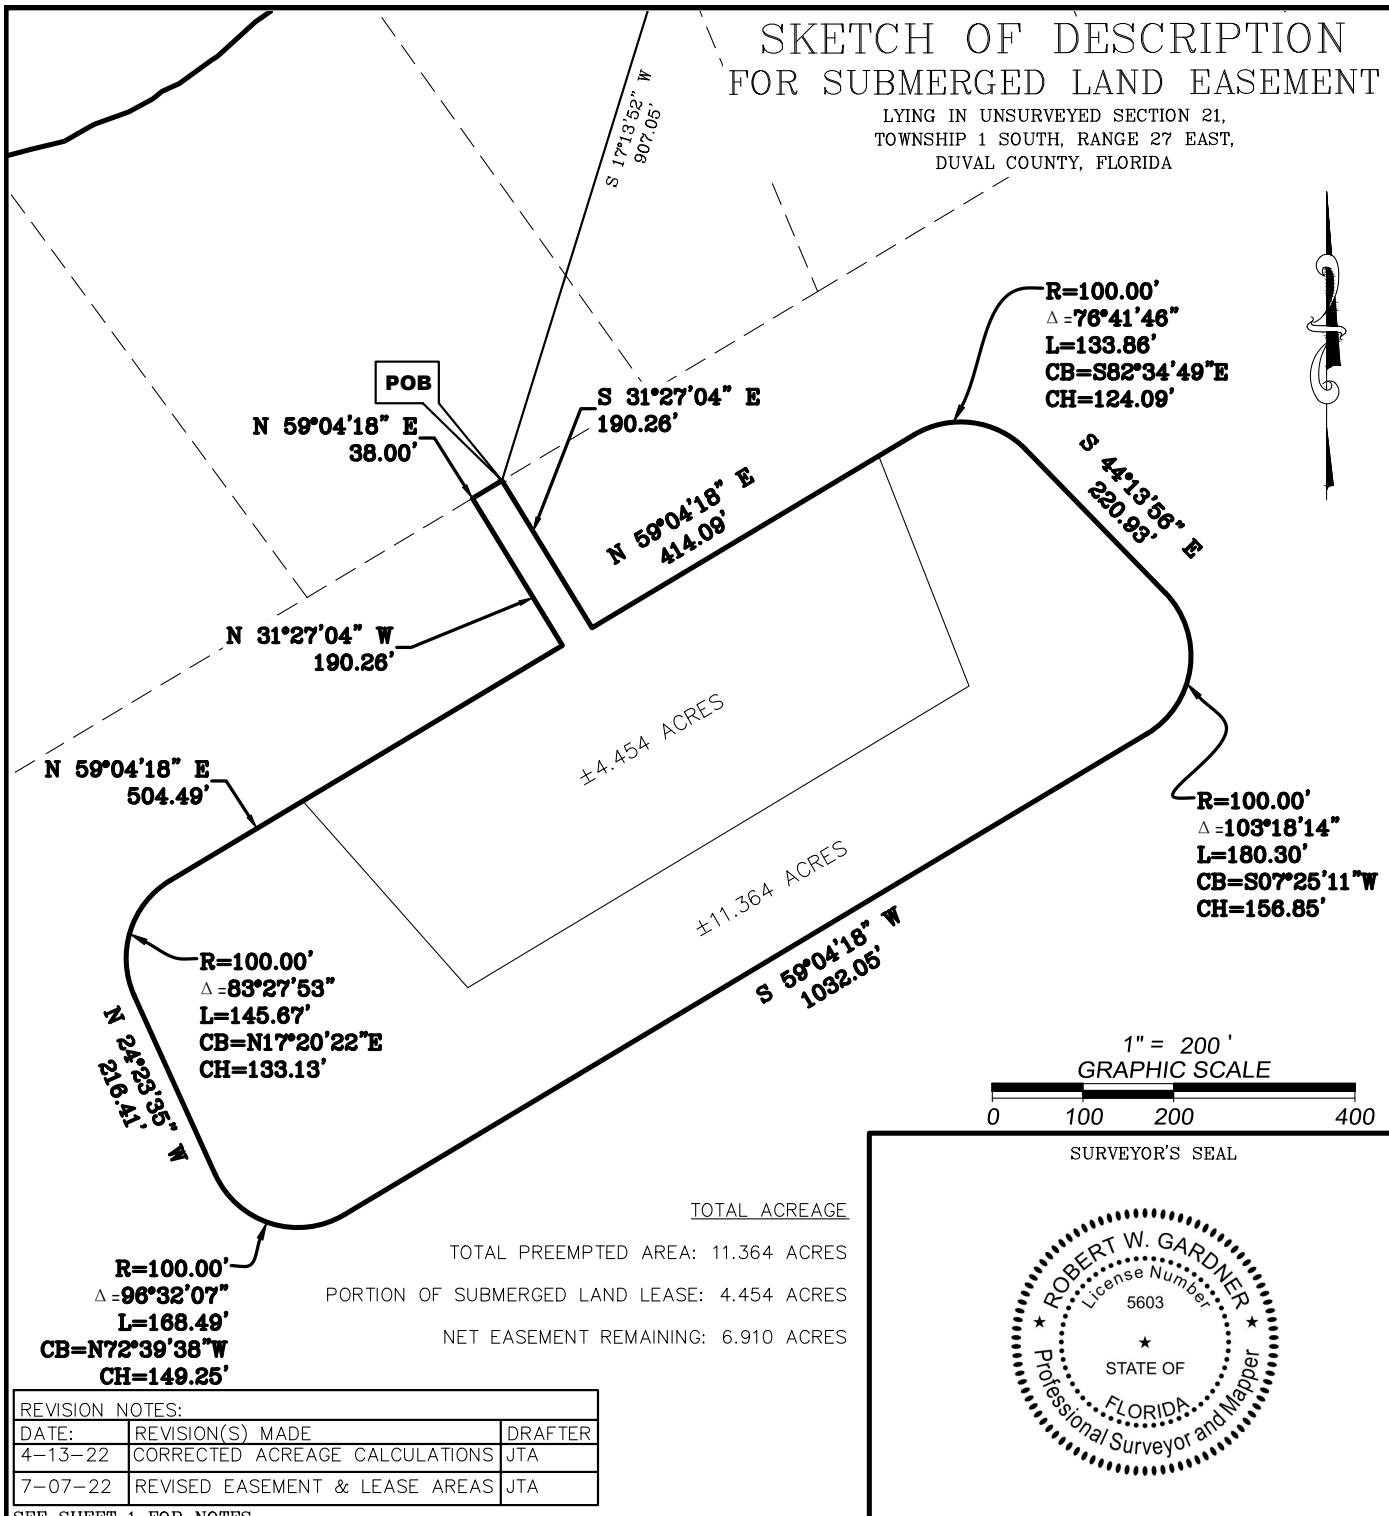 SKETCH OF DESCRIPTION
FOR SUBMERGED LAND EASEMENT
LYING IN UNSURVEYED SECTION 21,
TOWNSHIP 1 SOUTH, RANGE 27 EAST,
DUVAL COUNTY, FLORIDA
S 17°13'52" W
907.05'
R=100.00'
Δ=76°41'46"
L=133.86'
CB=S82°34'49"E
CH=124.09'
POB
S 31°27'04" E
190.26'
N 59°04'18" E
38.00'
N 59°04'18" E
414.09'
S 44°13'56" E
220.93'
N 31°27'04" W
190.26'
±4.454 ACRES
N 59°04'18" E
504.49'
R=100.00'
Δ=103°18'14"
L=180.30'
CB=S07°25'11"W
CH=156.85'
±11.364 ACRES
S 59°04'18" W
1032.05'
R=100.00'
Δ=83°27'53"
L=145.67'
CB=N17°20'22"E
CH=133.13'
N 24°23'35" W
216.41'
1" = 200 '
GRAPHIC SCALE
0 100 200 400
SURVEYOR'S SEAL
ROBERT W. GARDNER
License Number
5603
STATE OF
FLORIDA
Professional Surveyor and Mapper
TOTAL ACREAGE
TOTAL PREEMPTED AREA: 11.364 ACRES
PORTION OF SUBMERGED LAND LEASE: 4.454 ACRES
NET EASEMENT REMAINING: 6.910 ACRES
R=100.00'
Δ=96°32'07"
L=168.49'
CB=N72°39'38"W
CH=149.25'
REVISION NOTES:
DATE: REVISION(S) MADE DRAFTER
4-13-22 CORRECTED ACREAGE CALCULATIONS JTA
7-07-22 REVISED EASEMENT & LEASE AREAS JTA
SEE SHEET 1 FOR NOTES